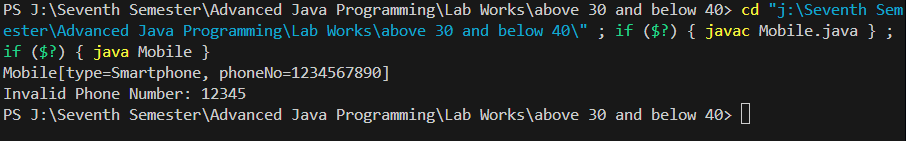 PS J:\Seventh Semester\Advanced Java Programming\Lab Works\above 30 and below 40> cd "j:\Seventh Sem
ester\Advanced Java Programming\Lab Works\above 30 and below 40\" ; if ($?) { javac Mobile.java } ;
if ($?) { java Mobile }
Mobile[type=Smartphone, phoneNo=1234567890]
Invalid Phone Number: 12345
PS J:\Seventh Semester\Advanced Java Programming\Lab Works\above 30 and below 40>